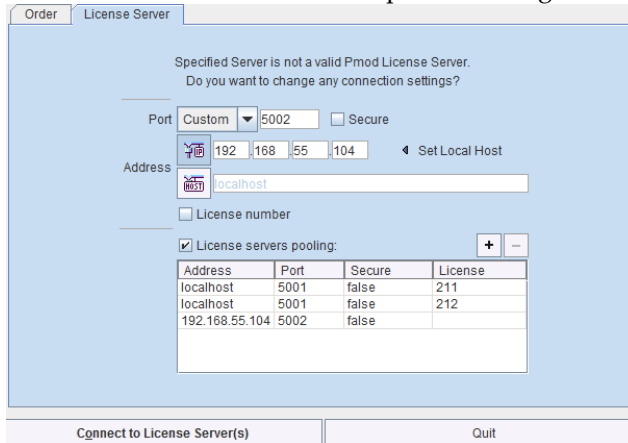 Order License Server
Specified Server is not a valid Pmod License Server.
Do you want to change any connection settings?
Port Custom 5002 Secure
IP 192 .168 .55 .104 Set Local Host
Address
HOST localhost
License number
License servers pooling: + −
Address Port Secure License
localhost 5001 false 211
localhost 5001 false 212
192.168.55.104 5002 false
Connect to License Server(s) Quit